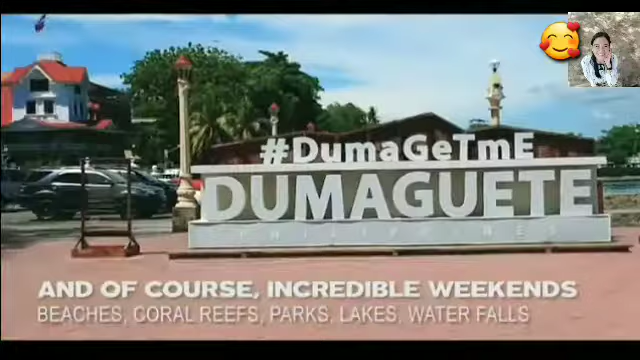 #DumaGeTmE
DUMAGUETE
PHILIPPINES
AND OF COURSE, INCREDIBLE WEEKENDS
BEACHES, CORAL REEFS, PARKS, LAKES, WATER FALLS